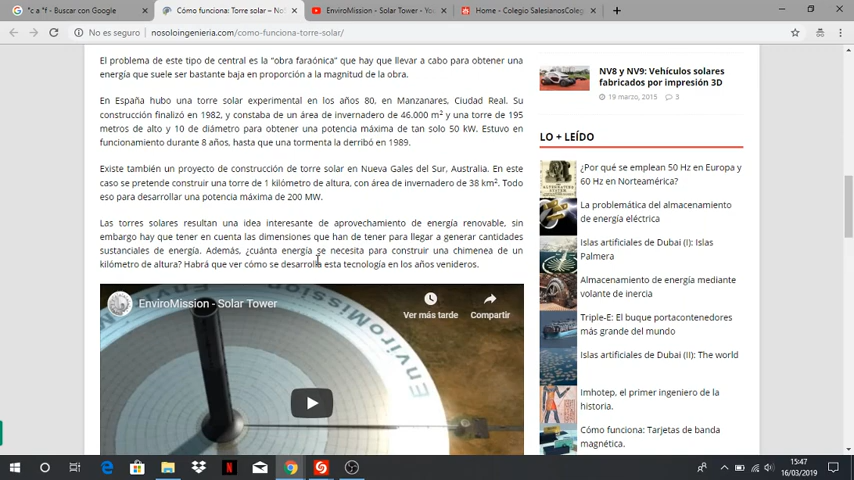 "c a "f - Buscar con Google
Cómo funciona: Torre solar – NoS
EnviroMission - Solar Tower - Yo
Home - Colegio SalesianosColeg
No es seguro
nosoloingenieria.com/como-funciona-torre-solar/
El problema de este tipo de central es la "obra faraónica" que hay que llevar a cabo para obtener una
energía que suele ser bastante baja en proporción a la magnitud de la obra.
En España hubo una torre solar experimental en los años 80, en Manzanares, Ciudad Real. Su
construcción finalizó en 1982, y constaba de un área de invernadero de 46.000 m² y una torre de 195
metros de alto y 10 de diámetro para obtener una potencia máxima de tan solo 50 kW. Estuvo en
funcionamiento durante 8 años, hasta que una tormenta la derribó en 1989.
Existe también un proyecto de construcción de torre solar en Nueva Gales del Sur, Australia. En este
caso se pretende construir una torre de 1 kilómetro de altura, con área de invernadero de 38 km². Todo
eso para desarrollar una potencia máxima de 200 MW.
Las torres solares resultan una idea interesante de aprovechamiento de energía renovable, sin
embargo hay que tener en cuenta las dimensiones que han de tener para llegar a generar cantidades
sustanciales de energía. Además, ¿cuánta energía se necesita para construir una chimenea de un
kilómetro de altura? Habrá que ver cómo se desarrolla esta tecnología en los años venideros.
EnviroMission - Solar Tower
Ver más tarde
Compartir
EnviroMission
NV8 y NV9: Vehículos solares
fabricados por impresión 3D
19 marzo, 2015
3
LO + LEÍDO
¿Por qué se emplean 50 Hz en Europa y
60 Hz en Norteamérica?
La problemática del almacenamiento
de energía eléctrica
Islas artificiales de Dubai (I): Islas
Palmera
Almacenamiento de energía mediante
volante de inercia
Triple-E: El buque portacontenedores
más grande del mundo
Islas artificiales de Dubai (II): The world
Imhotep, el primer ingeniero de la
historia.
Cómo funciona: Tarjetas de banda
magnética.
15:47
16/03/2019